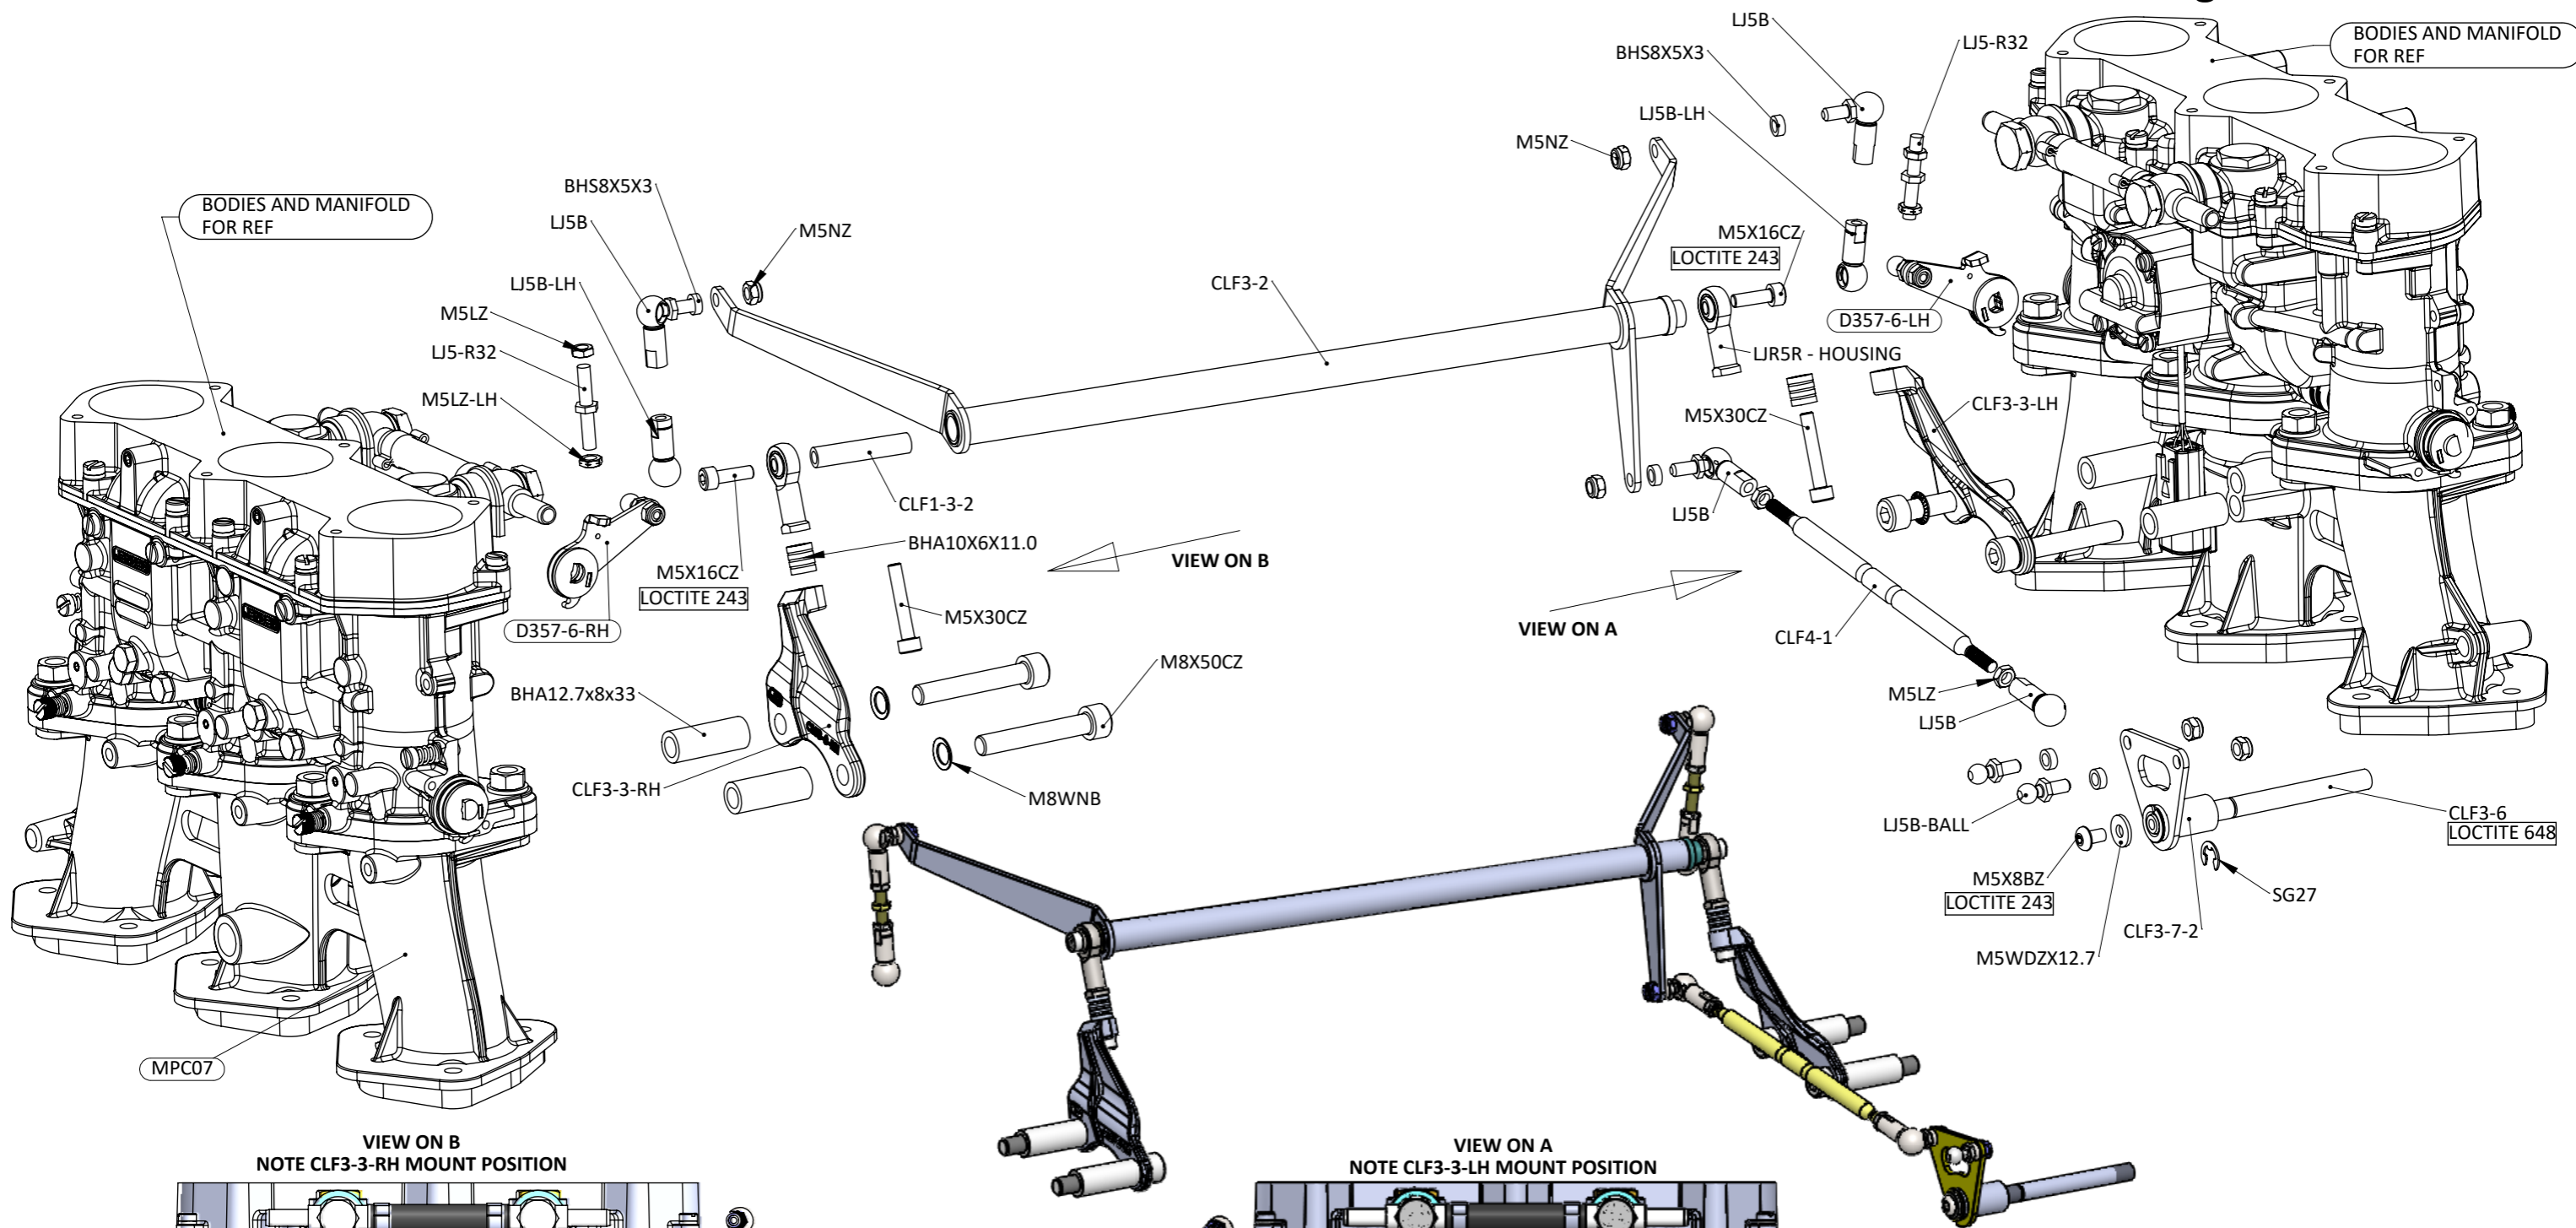 LJ5B
BHS8X5X3
LJ5-R32
BODIES AND MANIFOLD
FOR REF
LJ5B-LH
M5NZ
BHS8X5X3
BODIES AND MANIFOLD
FOR REF
LJ5B
M5NZ
M5X16CZ
LOCTITE 243
LJ5B-LH
CLF3-2
M5LZ
D357-6-LH
LJ5-R32
LJR5R - HOUSING
M5LZ-LH
CLF3-3-LH
M5X30CZ
CLF1-3-2
LJ5B
BHA10X6X11.0
VIEW ON B
M5X16CZ
LOCTITE 243
M5X30CZ
D357-6-RH
VIEW ON A
CLF4-1
M8X50CZ
BHA12.7x8x33
M5LZ
LJ5B
CLF3-3-RH
M8WNB
LJ5B-BALL
CLF3-6
LOCTITE 648
M5X8BZ
LOCTITE 243
SG27
CLF3-7-2
M5WDZX12.7
MPC07
VIEW ON B
NOTE CLF3-3-RH MOUNT POSITION
VIEW ON A
NOTE CLF3-3-LH MOUNT POSITION